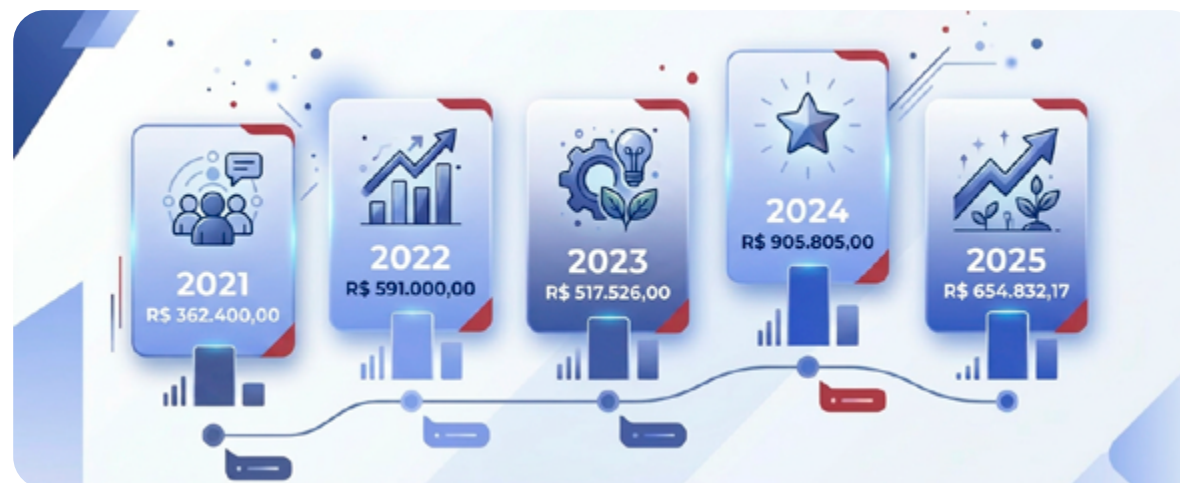 2021
R$ 362.400,00
2022
R$ 591.000,00
2023
R$ 517.526,00
2024
R$ 905.805,00
2025
R$ 654.832,17